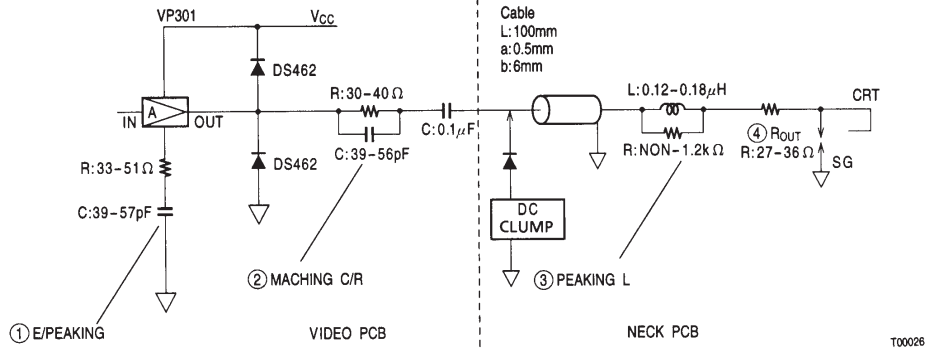 VP301
VCC
DS462
IN
A
OUT
DS462
R:33–51Ω
C:39–57pF
① E/PEAKING
R:30–40Ω
C:39–56pF
② MACHING C/R
C:0.1μF
VIDEO PCB
Cable
L:100mm
a:0.5mm
b:6mm
DC
CLUMP
L:0.12–0.18μH
R:NON–1.2kΩ
③ PEAKING L
④ ROUT
R:27–36Ω
CRT
SG
NECK PCB
T00026